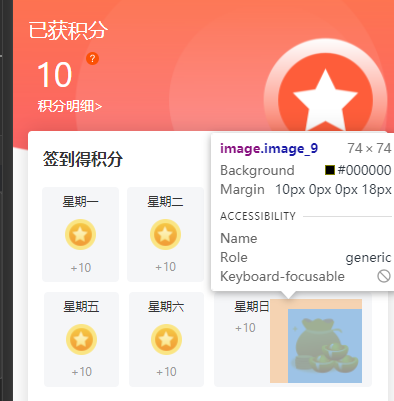 已获积分
10 ?
积分明细>
签到得积分
image.image_9 74 × 74
Background #000000
Margin 10px 0px 0px 18px
ACCESSIBILITY
Name
Role generic
Keyboard-focusable
星期一 星期二
+10 +10
星期五 星期六 星期日
+10
+10 +10